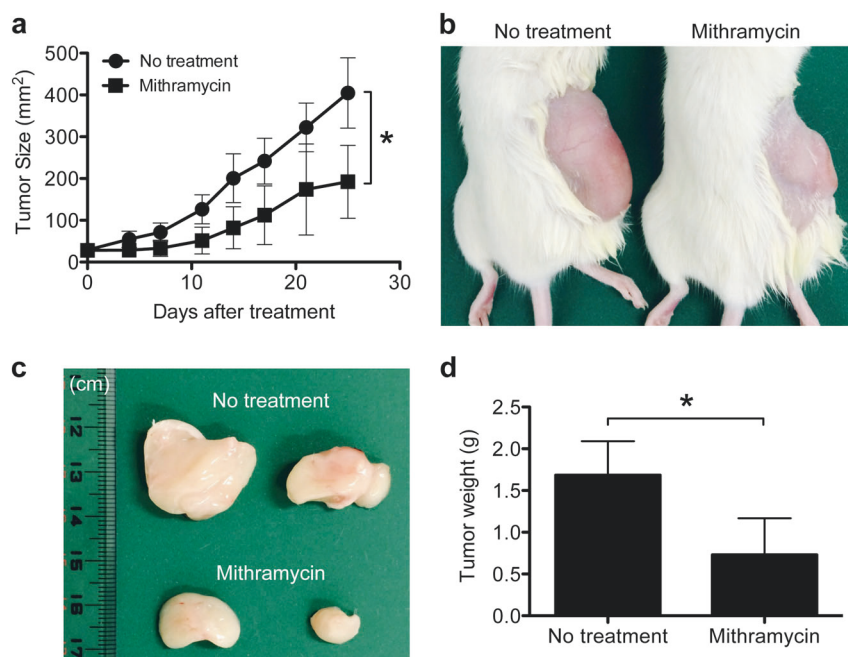 a
No treatment
Mithramycin
Tumor Size (mm²)
500
400
300
200
100
0
*
0
10
20
30
Days after treatment
b
No treatment
Mithramycin
c
(cm)
No treatment
12
13
14
15
Mithramycin
16
17
d
*
Tumor weight (g)
2.5
2.0
1.5
1.0
0.5
0.0
No treatment
Mithramycin